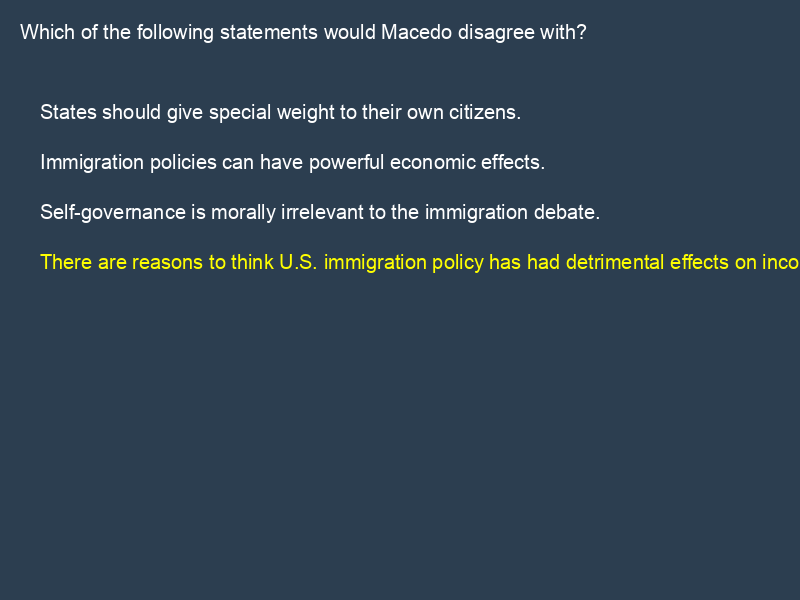 Which of the following statements would Macedo disagree with?
States should give special weight to their own citizens.
Immigration policies can have powerful economic effects.
Self-governance is morally irrelevant to the immigration debate.
There are reasons to think U.S. immigration policy has had detrimental effects on inco